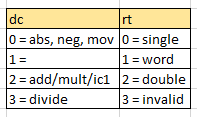 dc rt
0 = abs, neg, mov 0 = single
1 = 1 = word
2 = add/mult/ic1 2 = double
3 = divide 3 = invalid